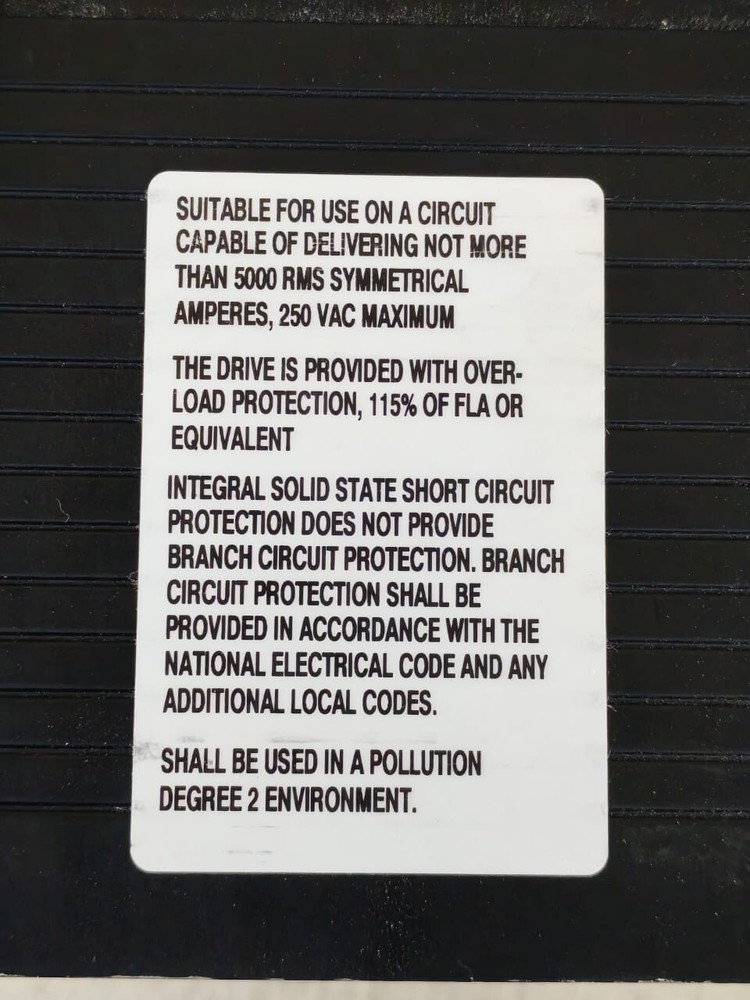 SUITABLE FOR USE ON A CIRCUIT
CAPABLE OF DELIVERING NOT MORE
THAN 5000 RMS SYMMETRICAL
AMPERES, 250 VAC MAXIMUM
THE DRIVE IS PROVIDED WITH OVER-
LOAD PROTECTION, 115% OF FLA OR
EQUIVALENT
INTEGRAL SOLID STATE SHORT CIRCUIT
PROTECTION DOES NOT PROVIDE
BRANCH CIRCUIT PROTECTION. BRANCH
CIRCUIT PROTECTION SHALL BE
PROVIDED IN ACCORDANCE WITH THE
NATIONAL ELECTRICAL CODE AND ANY
ADDITIONAL LOCAL CODES.
SHALL BE USED IN A POLLUTION
DEGREE 2 ENVIRONMENT.